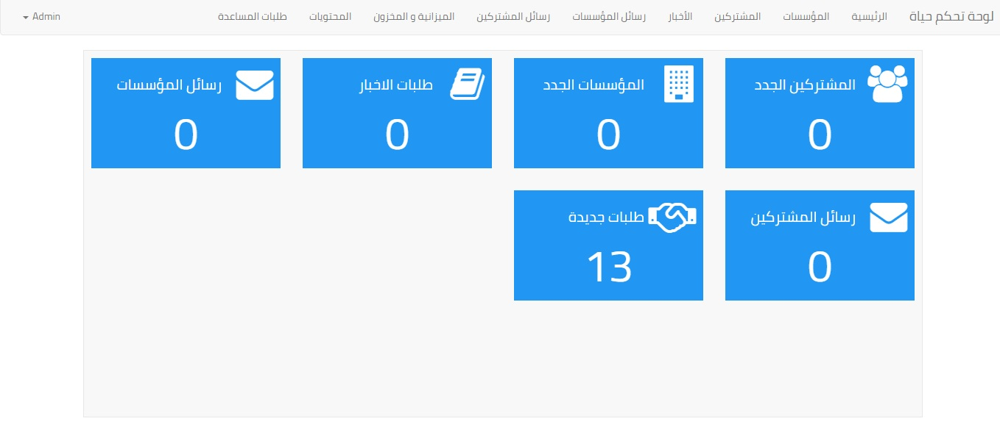 لوحة تحكم حياة الرئيسية المؤسسات المشتركين الأخبار رسائل المؤسسات رسائل المشتركين الميزانية و المخزون المحتويات طلبات المساعدة Admin
المشتركين الجدد
0
المؤسسات الجدد
0
طلبات الاخبار
0
رسائل المؤسسات
0
رسائل المشتركين
0
طلبات جديدة
13